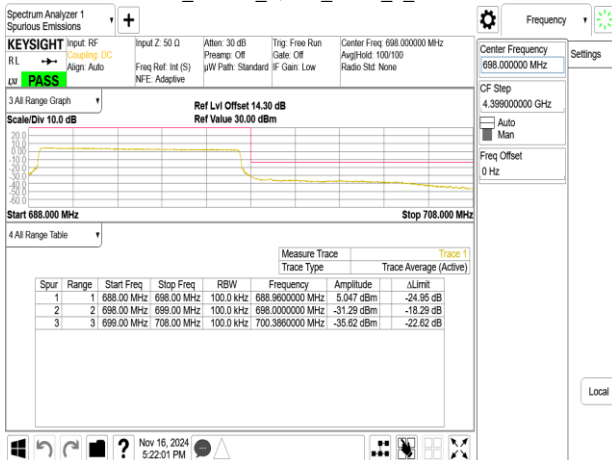 Spectrum Analyzer 1
Spurious Emissions
▼
+
Frequency ▼
KEYSIGHT
RL
LXI PASS
Input: RF
Coupling: DC
Align: Auto
Input Z: 50 Ω
Freq Ref: Int (S)
NFE: Adaptive
Atten: 30 dB
Preamp: Off
µW Path: Standard
Trig: Free Run
Gate: Off
IF Gain: Low
Center Freq: 698.000000 MHz
Avg|Hold: 100/100
Radio Std: None
Center Frequency
698.000000 MHz
Settings
CF Step
4.399000000 GHz
Auto
Man
Freq Offset
0 Hz
Local
3 All Range Graph ▼
Scale/Div 10.0 dB
Ref Lvl Offset 14.30 dB
Ref Value 30.00 dBm
20.0
10.0
0.00
-10.0
-20.0
-30.0
-40.0
-50.0
-60.0
Start 688.000 MHz
Stop 708.000 MHz
4 All Range Table ▼
Measure Trace Trace 1
Trace Type Trace Average (Active)
Spur Range Start Freq Stop Freq RBW Frequency Amplitude ΔLimit
1 1 688.00 MHz 698.00 MHz 100.0 kHz 688.9600000 MHz 5.047 dBm -24.95 dB
2 2 698.00 MHz 699.00 MHz 100.0 kHz 698.0000000 MHz -31.29 dBm -18.29 dB
3 3 699.00 MHz 708.00 MHz 100.0 kHz 700.3860000 MHz -35.62 dBm -22.62 dB
?
Nov 16, 2024
5:22:01 PM